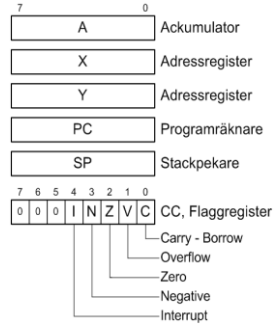 7 0
A Ackumulator
X Adressregister
Y Adressregister
PC Programräknare
SP Stackpekare
7 6 5 4 3 2 1 0
0 0 0 I N Z V C CC, Flaggregister
Carry - Borrow
Overflow
Zero
Negative
Interrupt